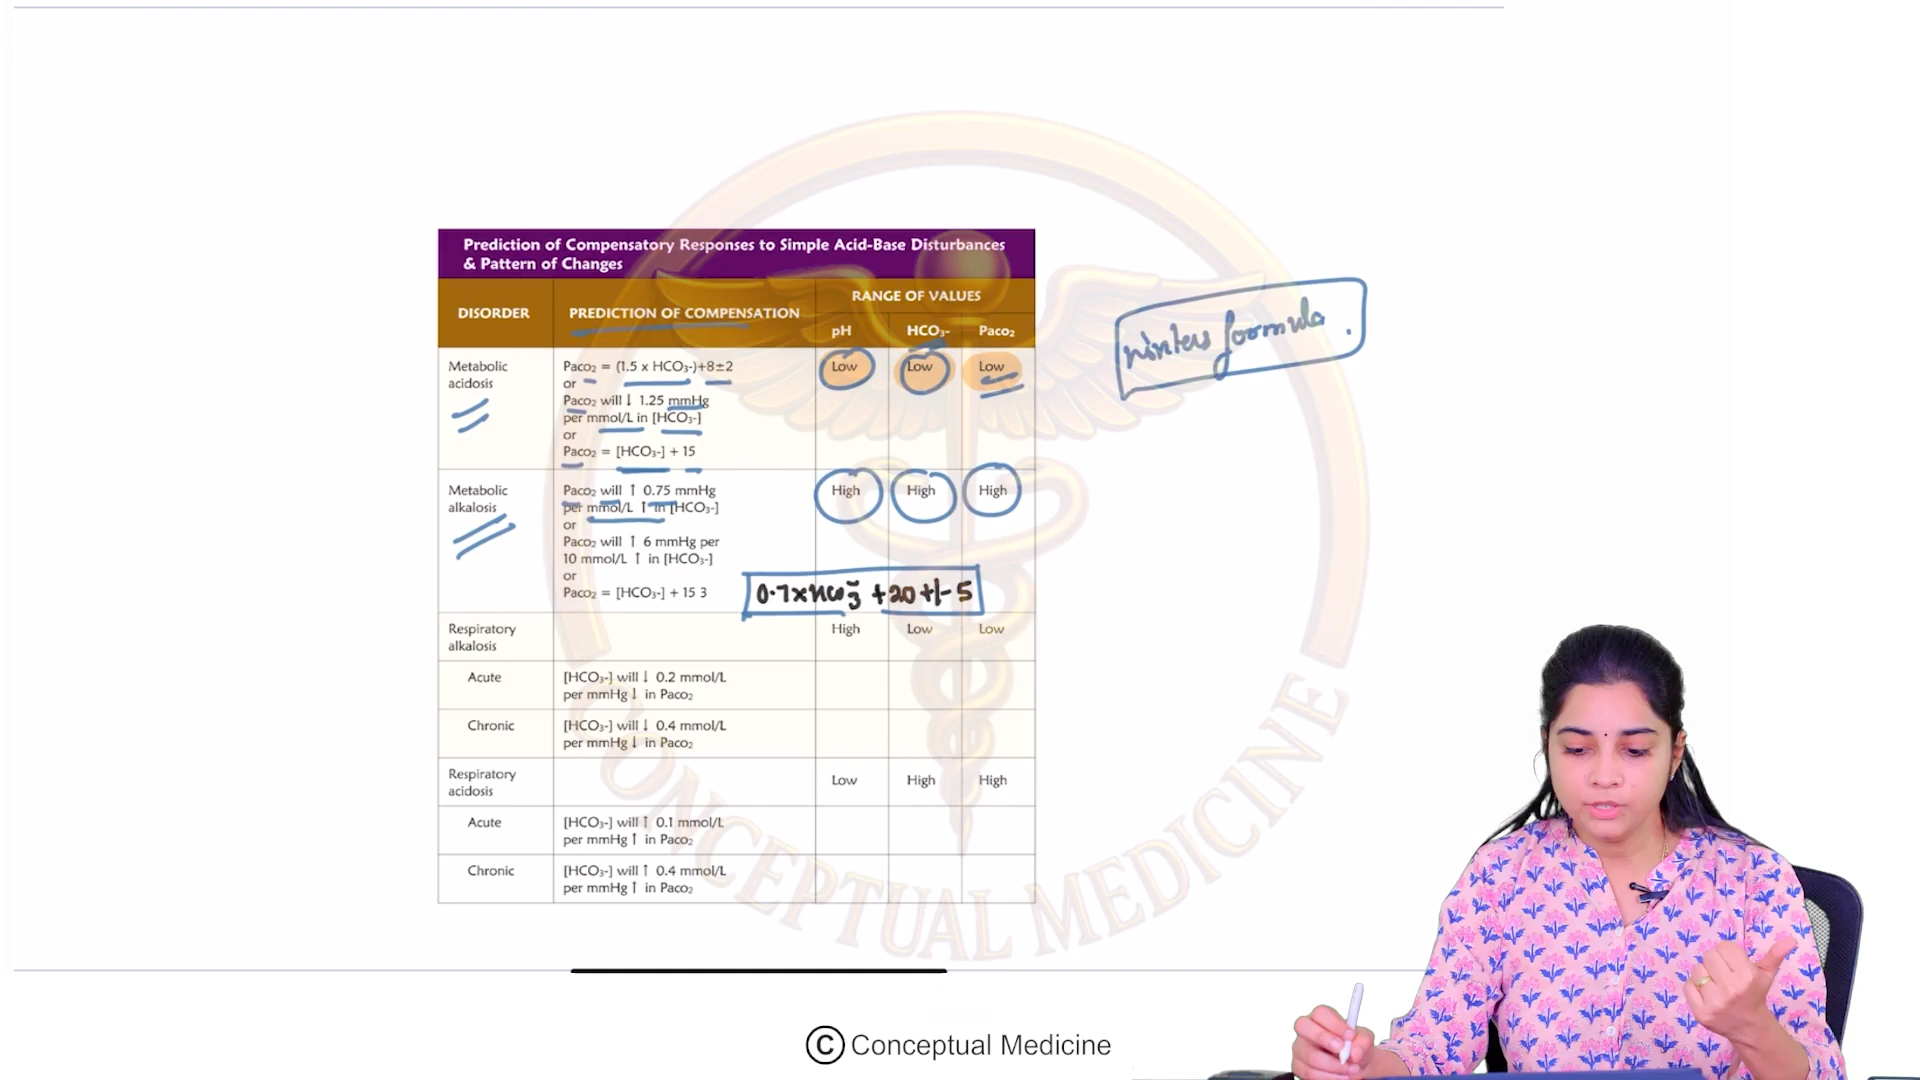 Prediction of Compensatory Responses to Simple Acid-Base Disturbances
& Pattern of Changes
DISORDER
PREDICTION OF COMPENSATION
RANGE OF VALUES
pH
HCO₃-
Paco₂
Metabolic
acidosis
Paco₂ = (1.5 x HCO₃-)+8±2
or
Paco₂ will ↓ 1.25 mmHg
per mmol/L in [HCO₃-]
or
Paco₂ = [HCO₃-] + 15
Low
Low
Low
winters formula.
Metabolic
alkalosis
Paco₂ will ↑ 0.75 mmHg
per mmol/L ↑ in [HCO₃-]
or
Paco₂ will ↑ 6 mmHg per
10 mmol/L ↑ in [HCO₃-]
or
Paco₂ = [HCO₃-] + 15 3
High
High
High
0.7xHCO₃⁻ +20+/-5
Respiratory
alkalosis
High
Low
Low
Acute
[HCO₃-] will ↓ 0.2 mmol/L
per mmHg ↓ in Paco₂
Chronic
[HCO₃-] will ↓ 0.4 mmol/L
per mmHg ↓ in Paco₂
Respiratory
acidosis
Low
High
High
Acute
[HCO₃-] will ↑ 0.1 mmol/L
per mmHg ↑ in Paco₂
Chronic
[HCO₃-] will ↑ 0.4 mmol/L
per mmHg ↑ in Paco₂
CONCEPTUAL MEDICINE
© Conceptual Medicine